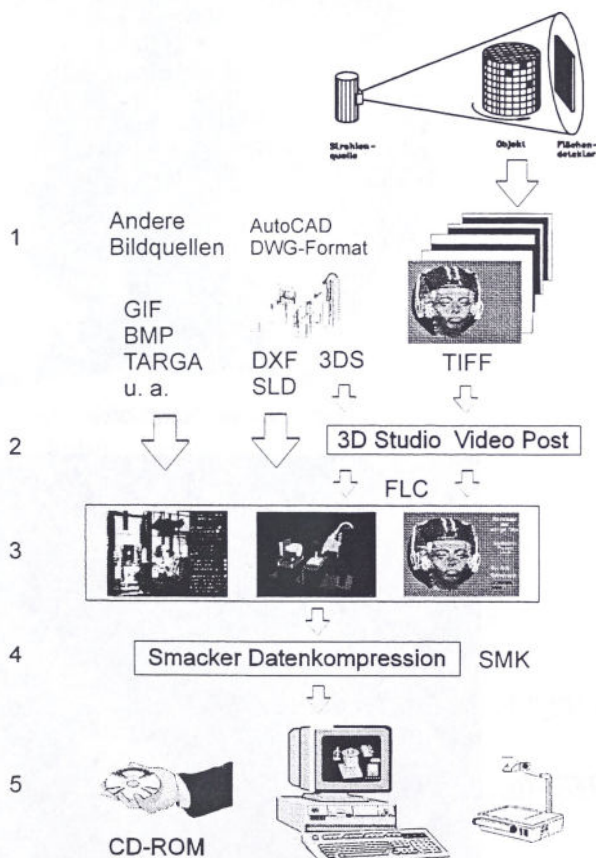 Strahlen-
quelle
Objekt
Flächen-
detektor
1
Andere
Bildquellen
AutoCAD
DWG-Format
GIF
BMP
TARGA
u. a.
DXF
SLD
3DS
TIFF
2
3D Studio Video Post
FLC
3
4
Smacker Datenkompression
SMK
5
CD-ROM